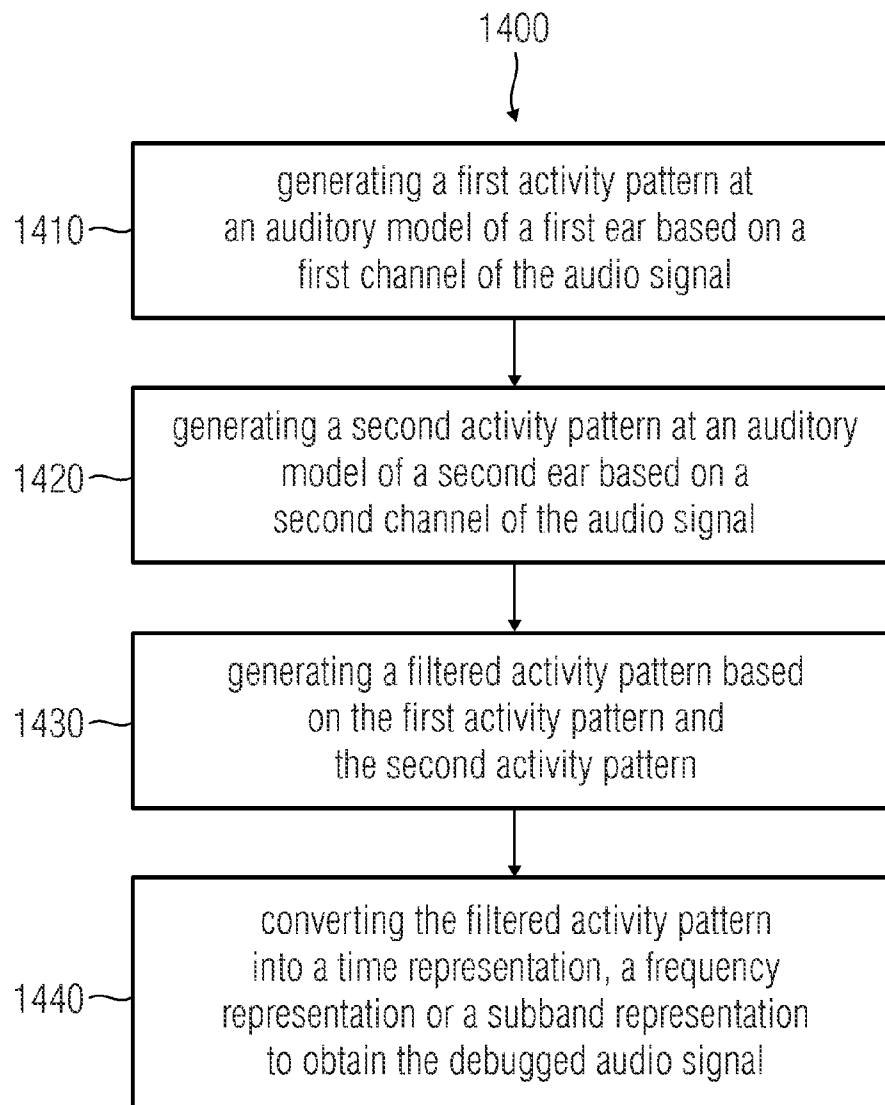 1400
generating a first activity pattern at
1410
an auditory model of a first ear based on a
first channel of the audio signal
generating a second activity pattern at an auditory
1420
model of a second ear based on a
second channel of the audio signal
generating a filtered activity pattern based
1430
on the first activity pattern and
the second activity pattern
converting the filtered activity pattern
into a time representation, a frequency
1440
representation or a subband representation
to obtain the debugged audio signal